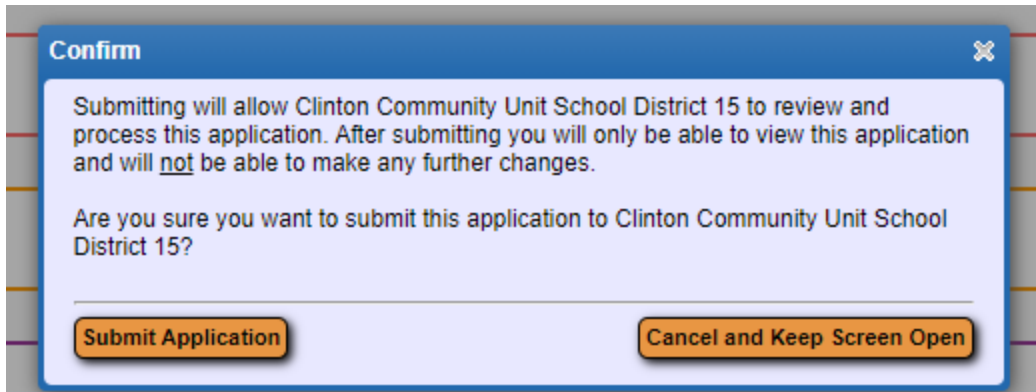 Confirm
Submitting will allow Clinton Community Unit School District 15 to review and
process this application. After submitting you will only be able to view this application
and will not be able to make any further changes.
Are you sure you want to submit this application to Clinton Community Unit School
District 15?
Submit Application
Cancel and Keep Screen Open